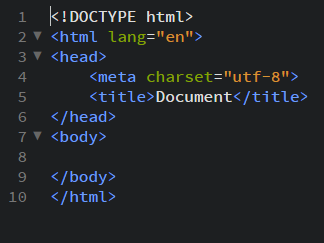 1 <!DOCTYPE html>
2 <html lang="en">
3 <head>
4     <meta charset="utf-8">
5     <title>Document</title>
6 </head>
7 <body>
8
9 </body>
10 </html>